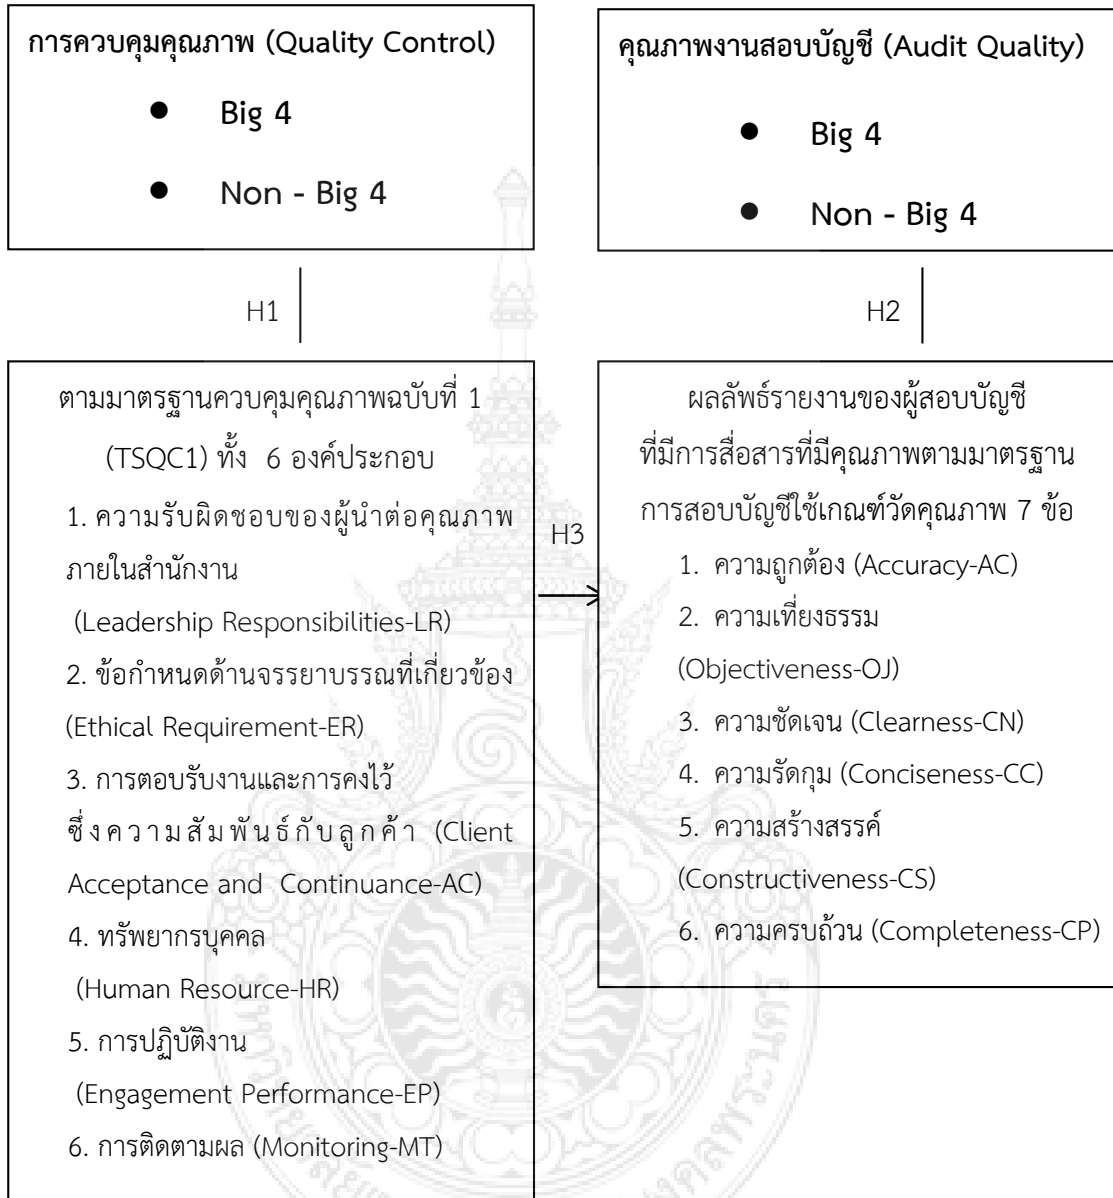 การควบคุมคุณภาพ (Quality Control)
● Big 4
● Non - Big 4
คุณภาพงานสอบบัญชี (Audit Quality)
● Big 4
● Non - Big 4
H1
H2
ตามมาตรฐานควบคุมคุณภาพฉบับที่ 1
(TSQC1) ทั้ง 6 องค์ประกอบ
1. ความรับผิดชอบของผู้นำต่อคุณภาพ
ภายในสำนักงาน
(Leadership Responsibilities-LR)
2. ข้อกำหนดด้านจรรยาบรรณที่เกี่ยวข้อง
(Ethical Requirement-ER)
3. การตอบรับงานและการคงไว้
ซึ่งความสัมพันธ์กับลูกค้า (Client
Acceptance and Continuance-AC)
4. ทรัพยากรบุคคล
(Human Resource-HR)
5. การปฏิบัติงาน
(Engagement Performance-EP)
6. การติดตามผล (Monitoring-MT)
H3
ผลลัพธ์รายงานของผู้สอบบัญชี
ที่มีการสื่อสารที่มีคุณภาพตามมาตรฐาน
การสอบบัญชีใช้เกณฑ์วัดคุณภาพ 7 ข้อ
1. ความถูกต้อง (Accuracy-AC)
2. ความเที่ยงธรรม
(Objectiveness-OJ)
3. ความชัดเจน (Clearness-CN)
4. ความรัดกุม (Conciseness-CC)
5. ความสร้างสรรค์
(Constructiveness-CS)
6. ความครบถ้วน (Completeness-CP)